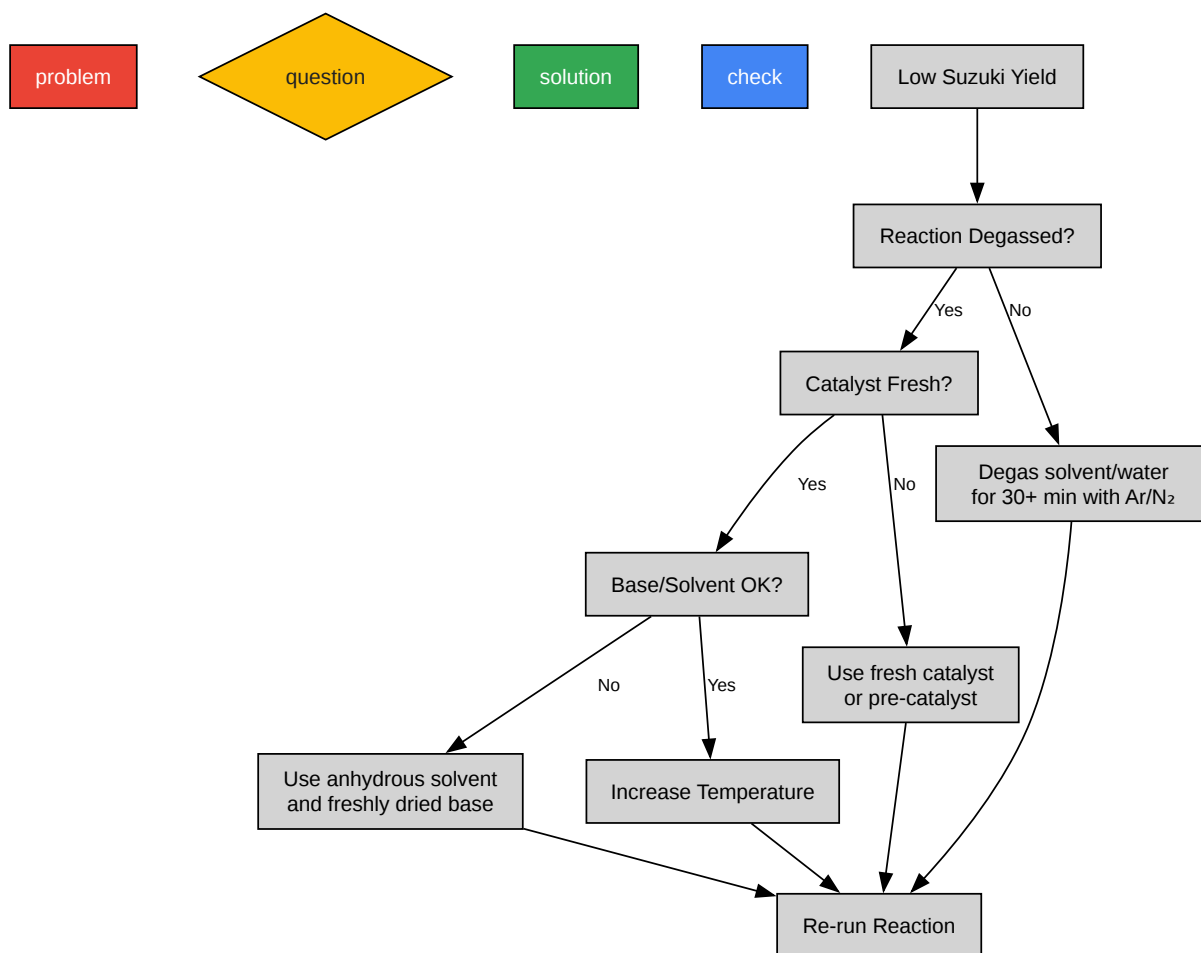 problem
question
solution
check
Low Suzuki Yield
Reaction Degassed?
Yes
No
Catalyst Fresh?
Degas solvent/water
for 30+ min with Ar/N₂
Yes
No
Base/Solvent OK?
Use fresh catalyst
or pre-catalyst
No
Yes
Use anhydrous solvent
and freshly dried base
Increase Temperature
Re-run Reaction